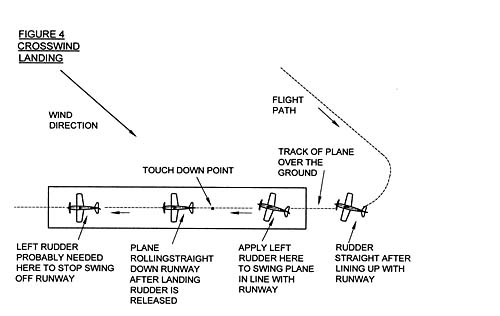 FIGURE 4
CROSSWIND
LANDING
WIND
DIRECTION
FLIGHT
PATH
TOUCH DOWN POINT
TRACK OF PLANE
OVER THE
GROUND
LEFT RUDDER
PROBABLY NEEDED
HERE TO STOP SWING
OFF RUNWAY
PLANE
ROLLINGSTRAIGHT
DOWN RUNWAY
AFTER LANDING
RUDDER IS
RELEASED
APPLY LEFT
RUDDER HERE
TO SWING PLANE
IN LINE WITH
RUNWAY
RUDDER
STRAIGHT AFTER
LINING UP WITH
RUNWAY